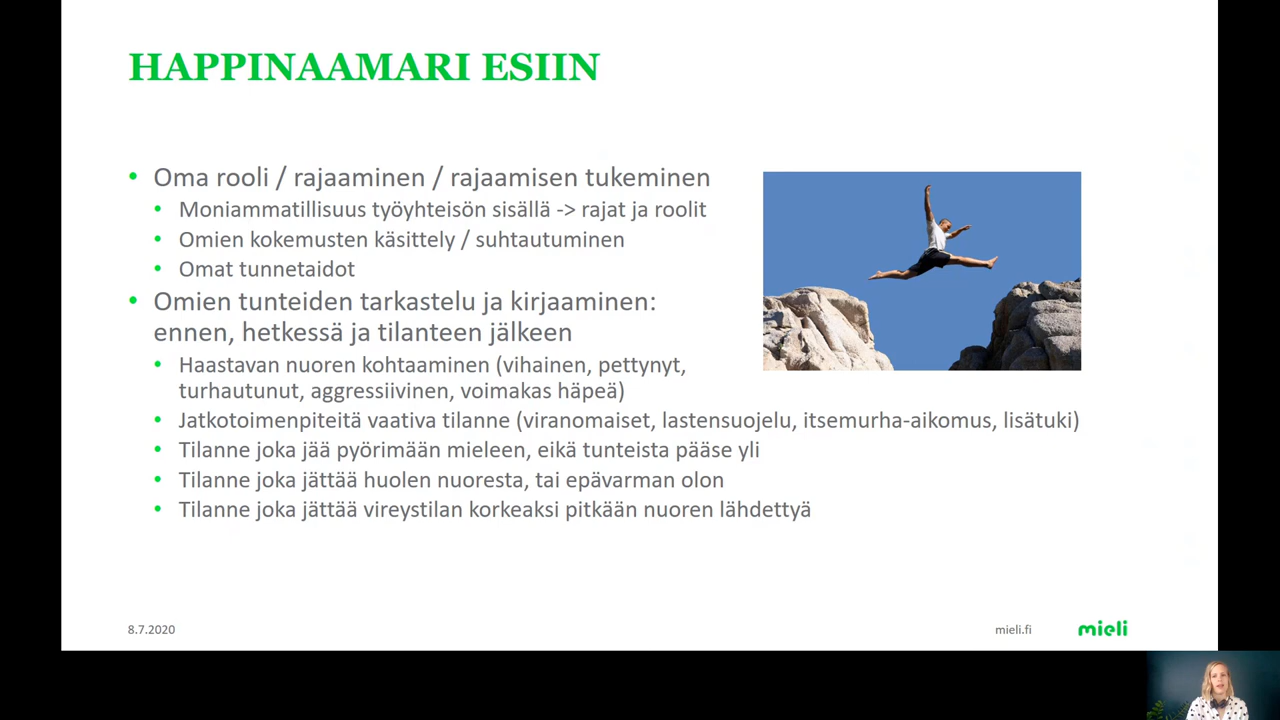 HAPPINAAMARI ESIIN
• Oma rooli / rajaaminen / rajaamisen tukeminen
• Moniammatillisuus työyhteisön sisällä -> rajat ja roolit
• Omien kokemusten käsittely / suhtautuminen
• Omat tunnetaidot
• Omien tunteiden tarkastelu ja kirjaaminen:
ennen, hetkessä ja tilanteen jälkeen
• Haastavan nuoren kohtaaminen (vihainen, pettynyt,
turhautunut, aggressiivinen, voimakas häpeä)
• Jatkotoimenpiteitä vaativa tilanne (viranomaiset, lastensuojelu, itsemurha-aikomus, lisätuki)
• Tilanne joka jää pyörimään mieleen, eikä tunteista pääse yli
• Tilanne joka jättää huolen nuoresta, tai epävarman olon
• Tilanne joka jättää vireystilan korkeaksi pitkään nuoren lähdettyä
8.7.2020
mieli.fi
mieli